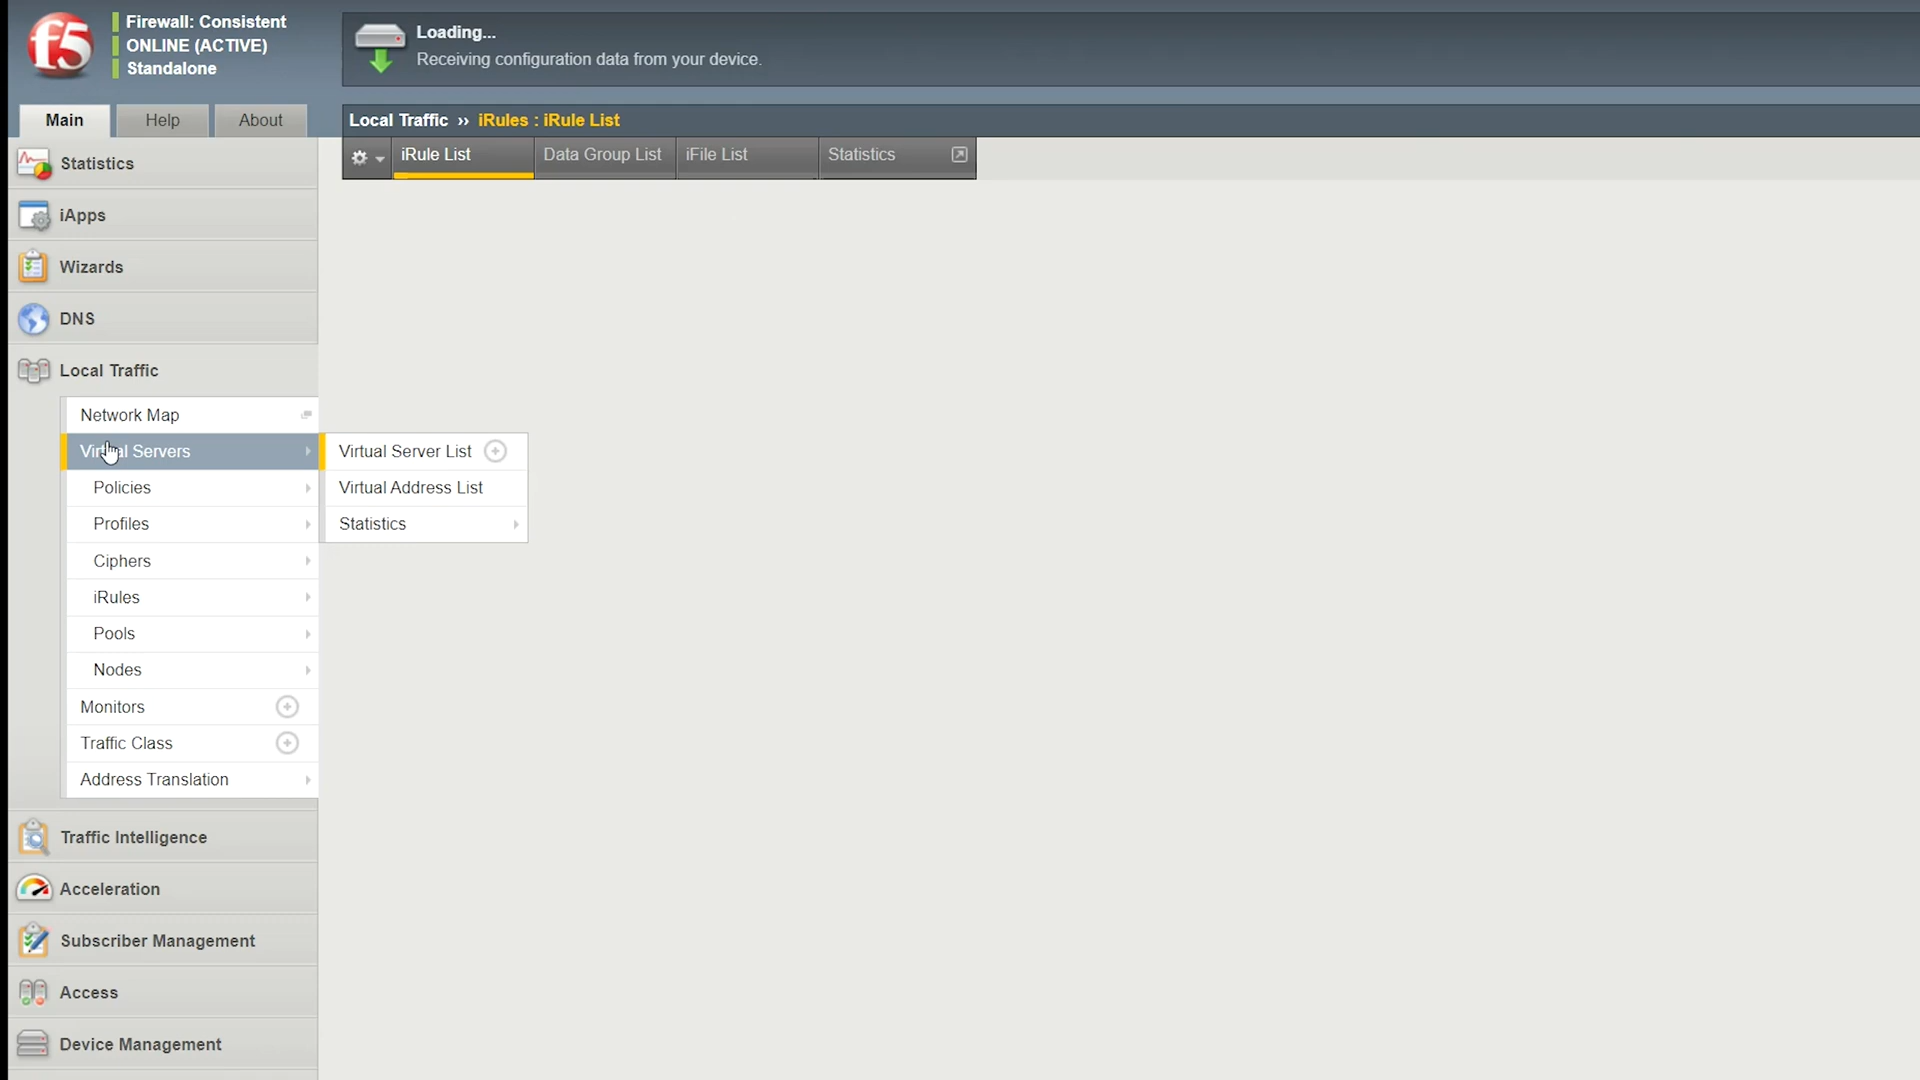 f5
Firewall: Consistent
ONLINE (ACTIVE)
Standalone
Loading...
Receiving configuration data from your device.
Main
Help
About
Local Traffic ›› iRules : iRule List
iRule List
Data Group List
iFile List
Statistics
Statistics
iApps
Wizards
DNS
Local Traffic
Network Map
Virtual Servers
Virtual Server List
Policies
Virtual Address List
Profiles
Statistics
Ciphers
iRules
Pools
Nodes
Monitors
Traffic Class
Address Translation
Traffic Intelligence
Acceleration
Subscriber Management
Access
Device Management